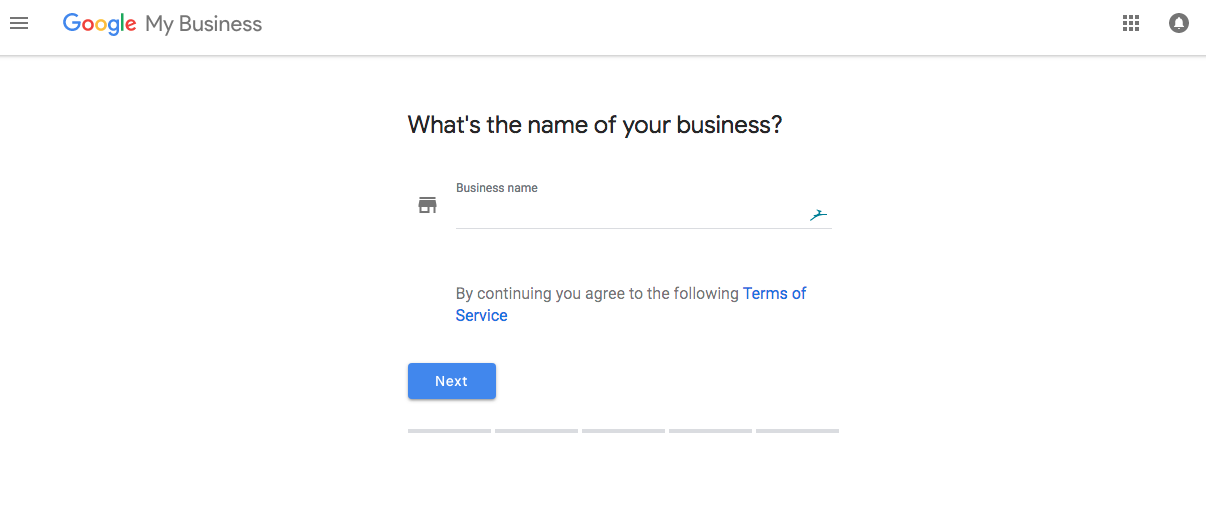 Google My Business
What's the name of your business?
Business name
By continuing you agree to the following Terms of
Service
Next